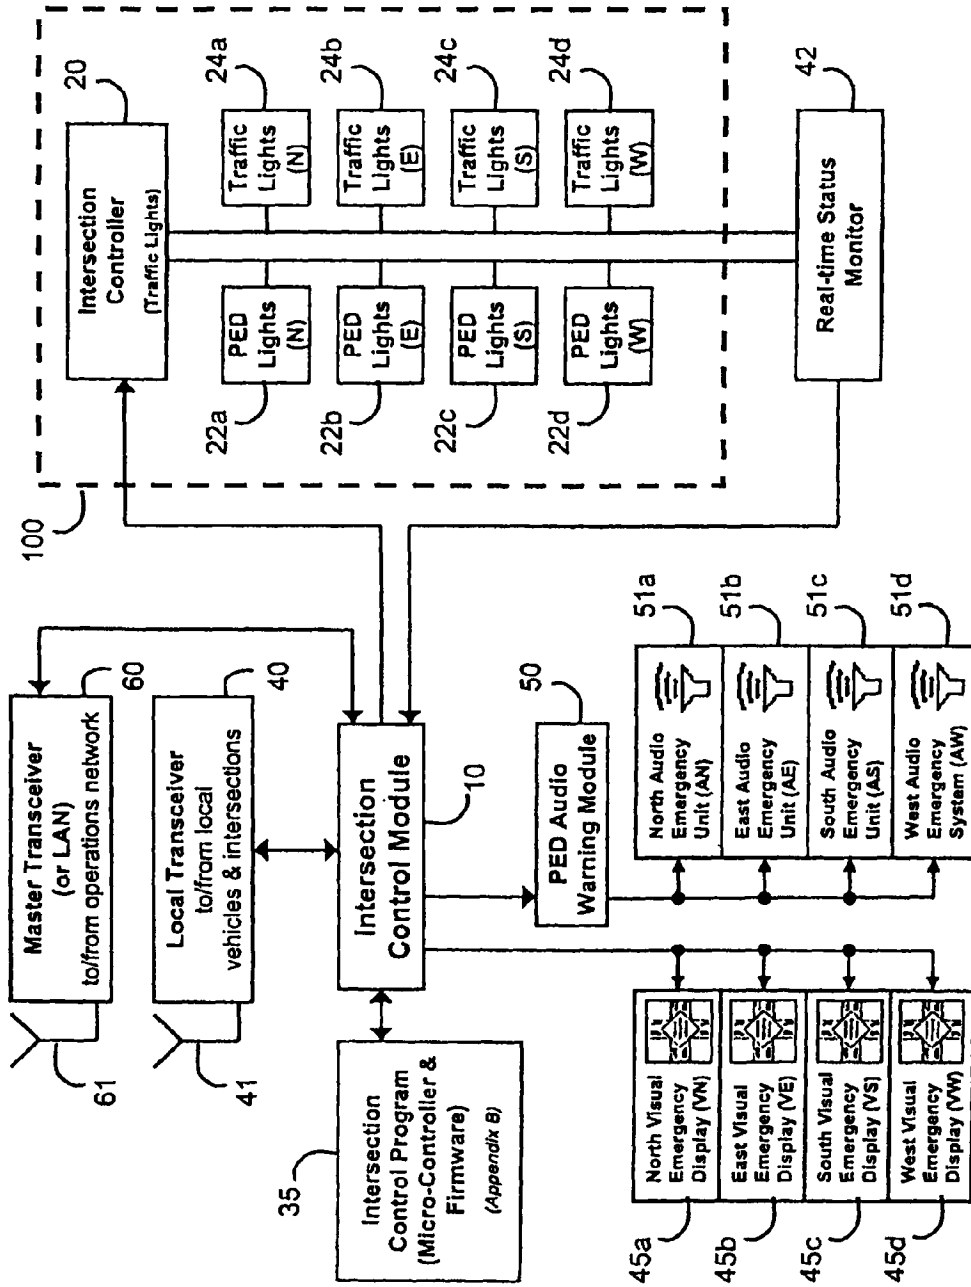 Master Transceiver
(or LAN)
to/from operations network
60
61
Local Transceiver
to/from local
vehicles & intersections
40
41
Intersection
Control Program
(Micro-Controller &
Firmware)
(Appendix B)
35
Intersection
Control Module
10
PED Audio
Warning Module
50
100
Intersection
Controller
(Traffic Lights)
20
PED
Lights
(N)
22a
PED
Lights
(E)
22b
PED
Lights
(S)
22c
PED
Lights
(W)
22d
Traffic
Lights
(N)
24a
Traffic
Lights
(E)
24b
Traffic
Lights
(S)
24c
Traffic
Lights
(W)
24d
Real-time Status
Monitor
42
North Visual
Emergency
Display (VN)
45a
East Visual
Emergency
Display (VE)
45b
South Visual
Emergency
Display (VS)
45c
West Visual
Emergency
Display (VW)
45d
North Audio
Emergency
Unit (AN)
51a
East Audio
Emergency
Unit (AE)
51b
South Audio
Emergency
Unit (AS)
51c
West Audio
Emergency
System (AW)
51d